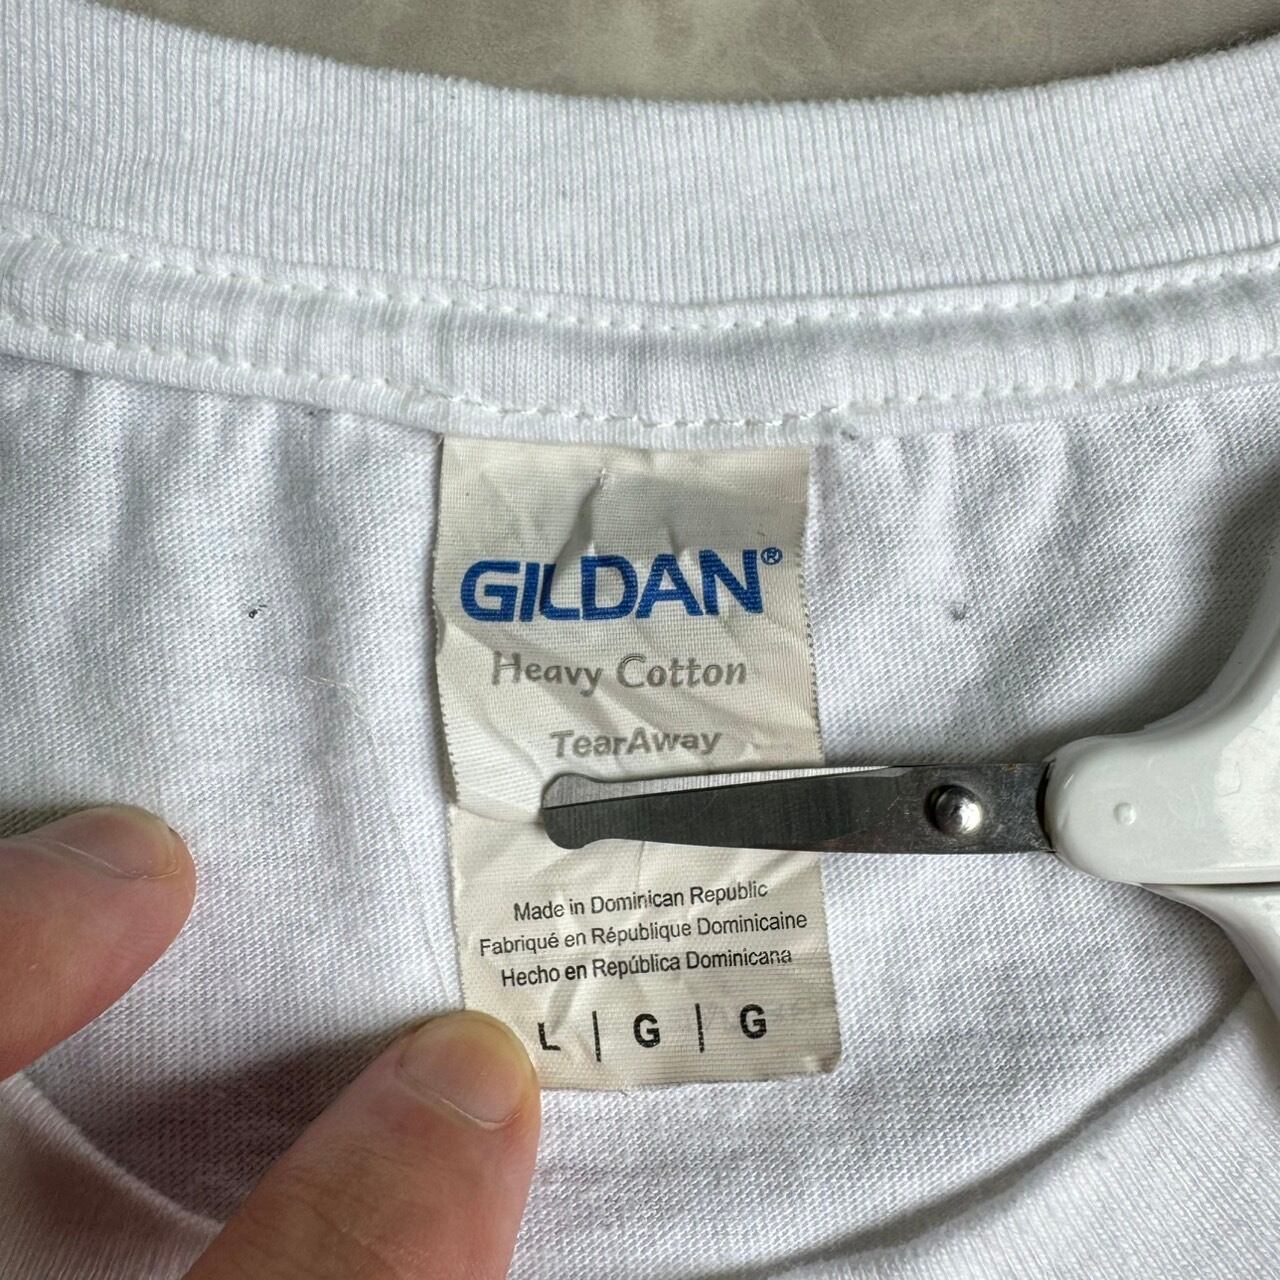 GILDAN®
Heavy Cotton
TearAway
Made in Dominican Republic
Fabriqué en République Dominicaine
Hecho en República Dominicana
L | G | G